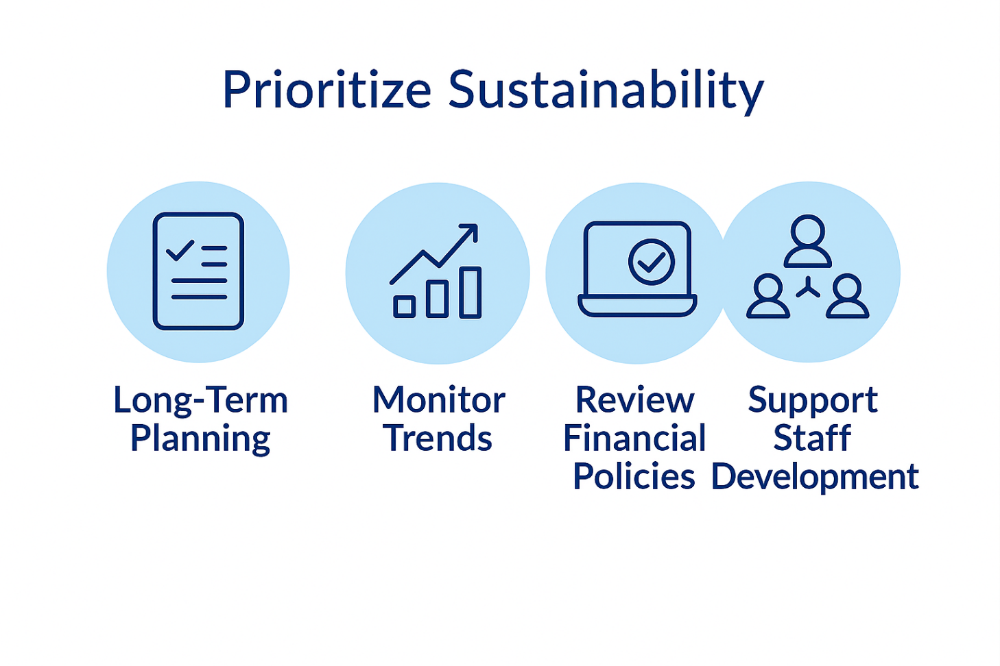 Prioritize Sustainability
Long-Term
Planning
Monitor
Trends
Review
Financial
Policies
Support
Staff
Development